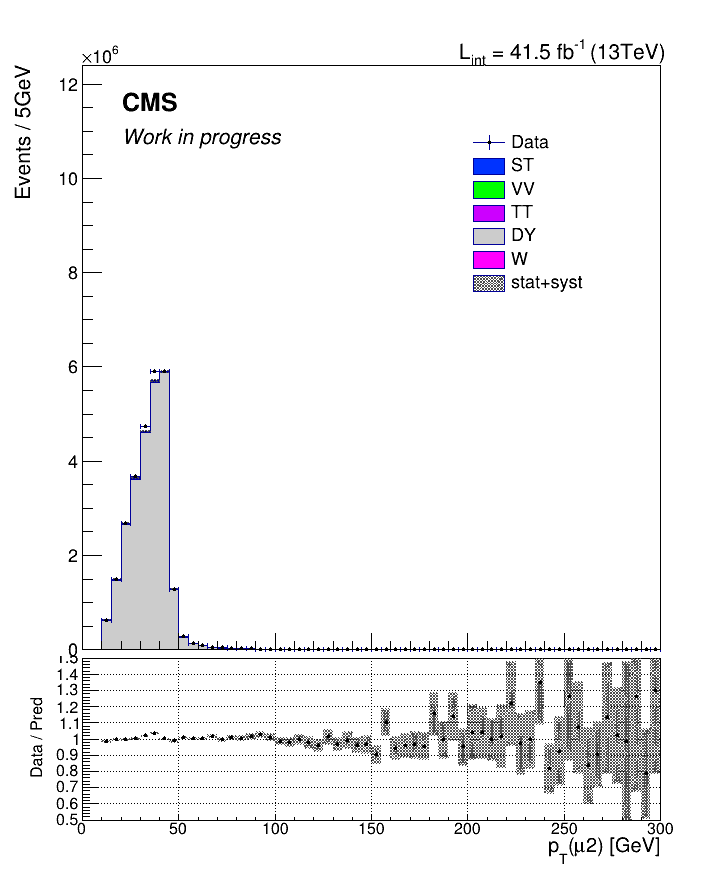 ×10⁶
L_int = 41.5 fb⁻¹ (13TeV)
Events / 5GeV
12
10
8
6
4
2
0
CMS
Work in progress
Data
ST
VV
TT
DY
W
stat+syst
Data / Pred
1.5
1.4
1.3
1.2
1.1
1
0.9
0.8
0.7
0.6
0.5
0 50 100 150 200 250 300
p_T(μ2) [GeV]